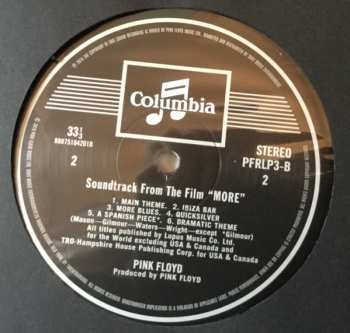 Columbia
33⅓
STEREO
PFRLP3-B
2
2
Soundtrack From The Film "MORE"
1. MAIN THEME. 2. IBIZA BAR
3. MORE BLUES. 4. QUICKSILVER
5. A SPANISH PIECE*. 6. DRAMATIC THEME
(Mason—Gilmour—Waters—Wright—except *Gilmour)
All titles published by Lupus Music Co. Ltd.
for the World excluding USA & Canada and
TRO-Hampshire House Publishing Corp. for USA & Canada
PINK FLOYD
Produced by PINK FLOYD